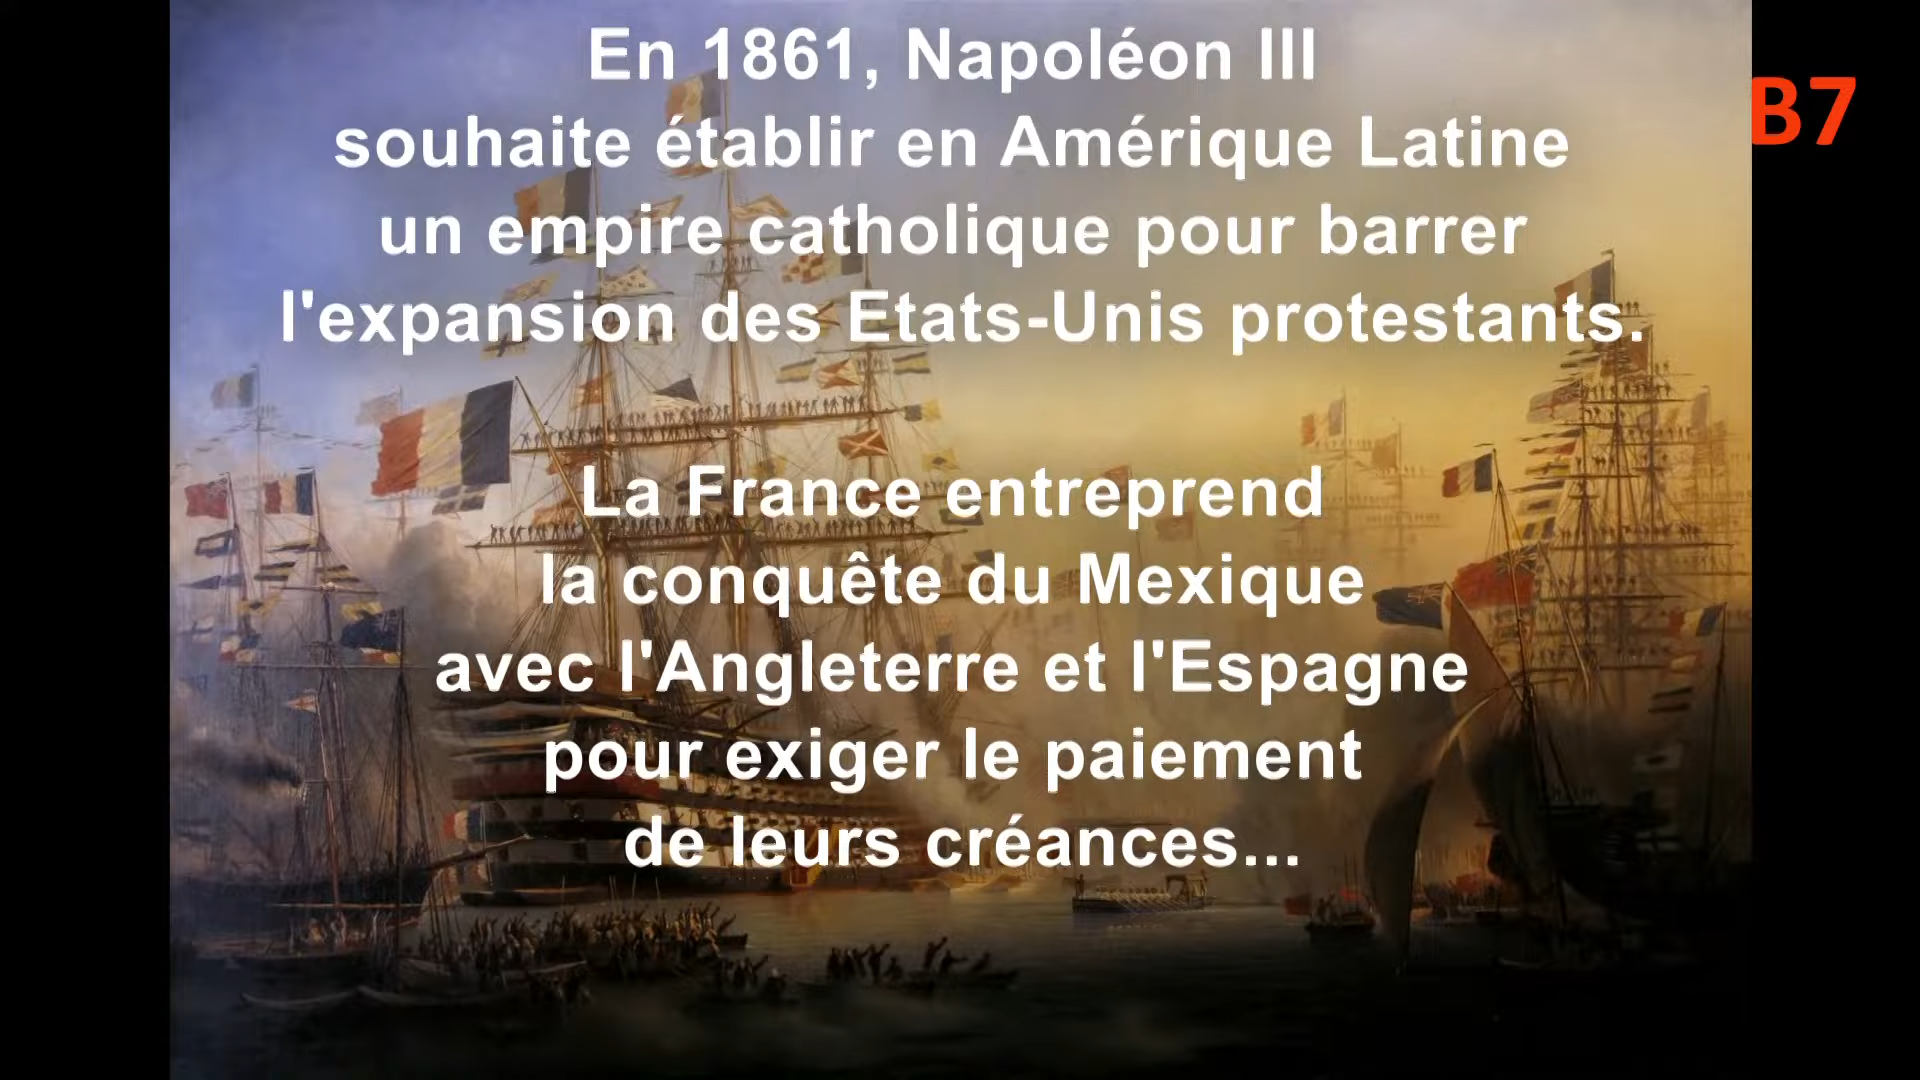 En 1861, Napoléon III
souhaite établir en Amérique Latine
un empire catholique pour barrer
l'expansion des Etats-Unis protestants.
La France entreprend
la conquête du Mexique
avec l'Angleterre et l'Espagne
pour exiger le paiement
de leurs créances...
B7